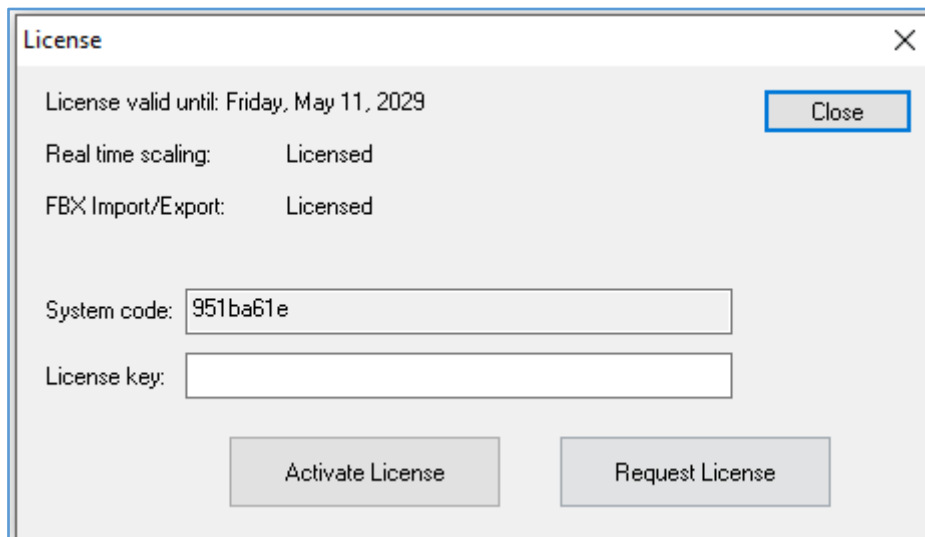 License
License valid until: Friday, May 11, 2029
Close
Real time scaling: Licensed
FBX Import/Export: Licensed
System code: 951ba61e
License key:
Activate License
Request License